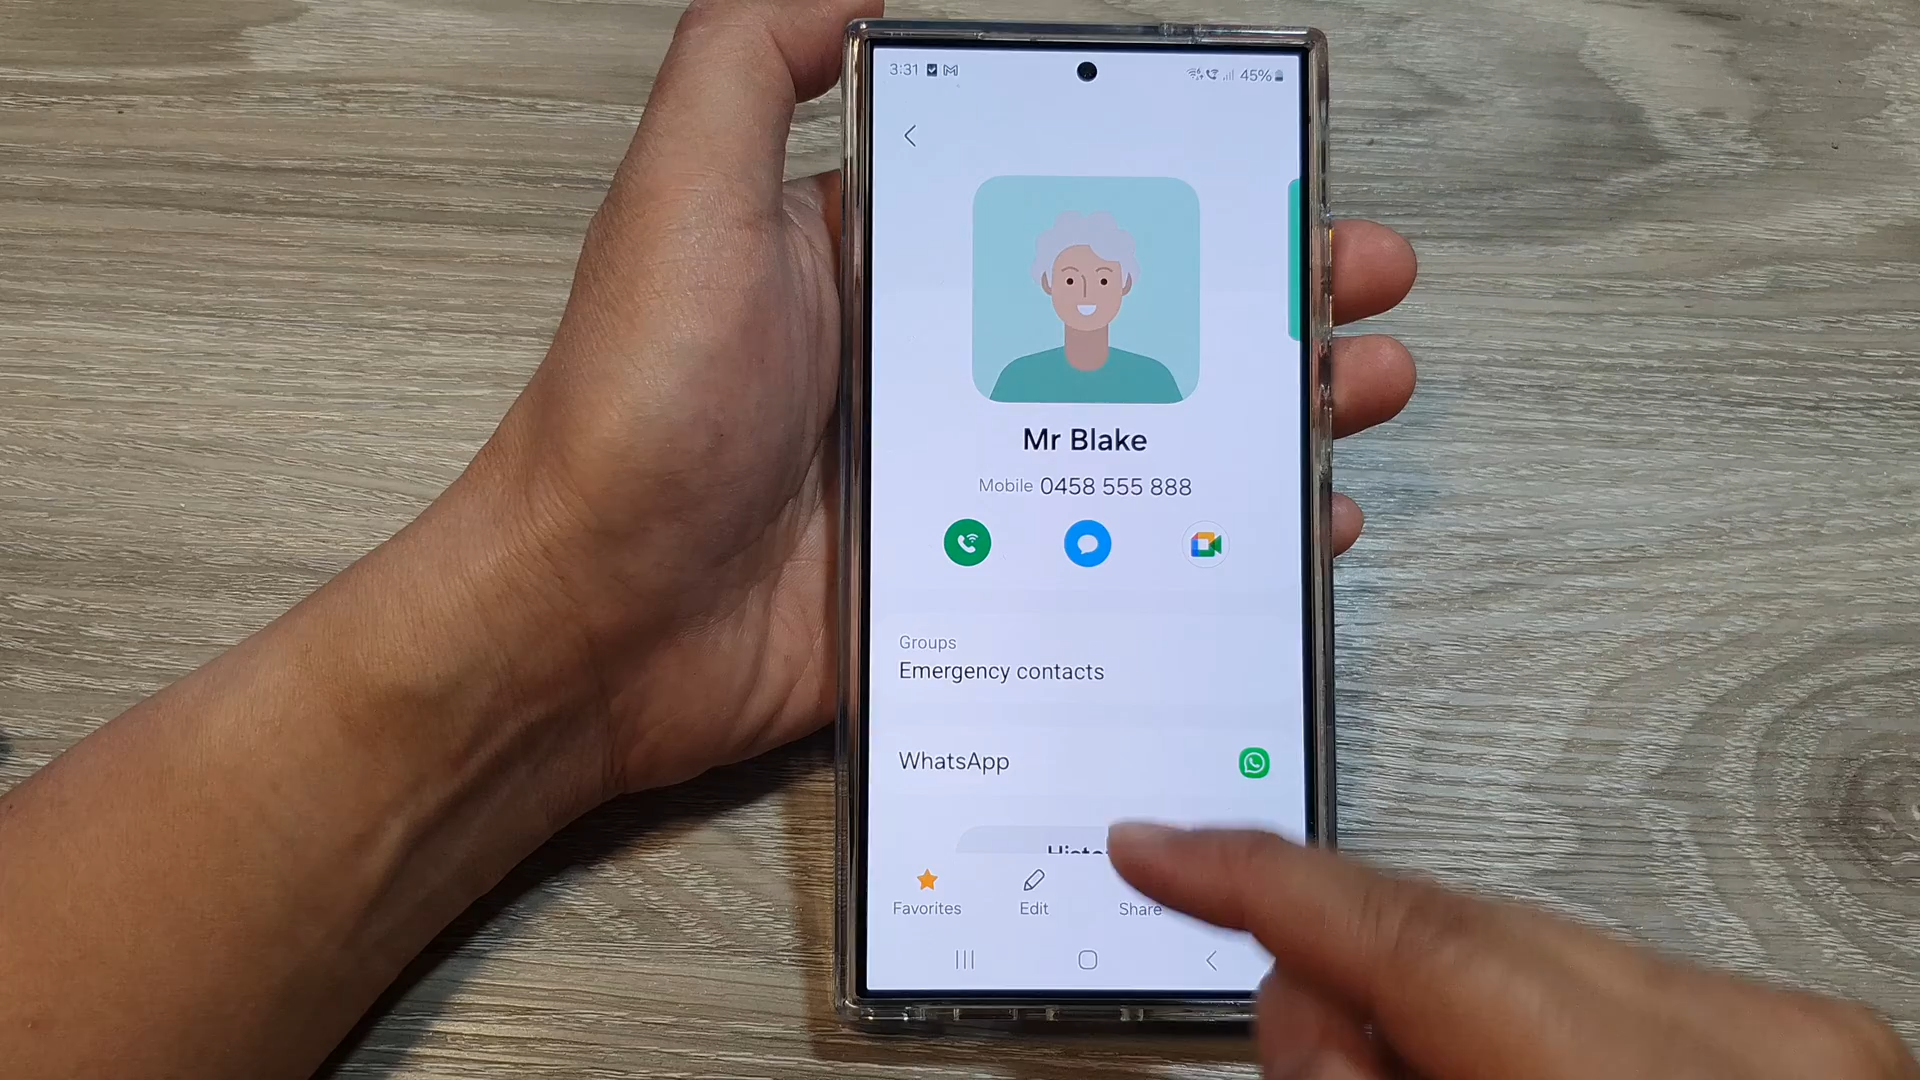 3:31
45%
Mr Blake
Mobile 0458 555 888
Groups
Emergency contacts
WhatsApp
Favorites
Edit
Share